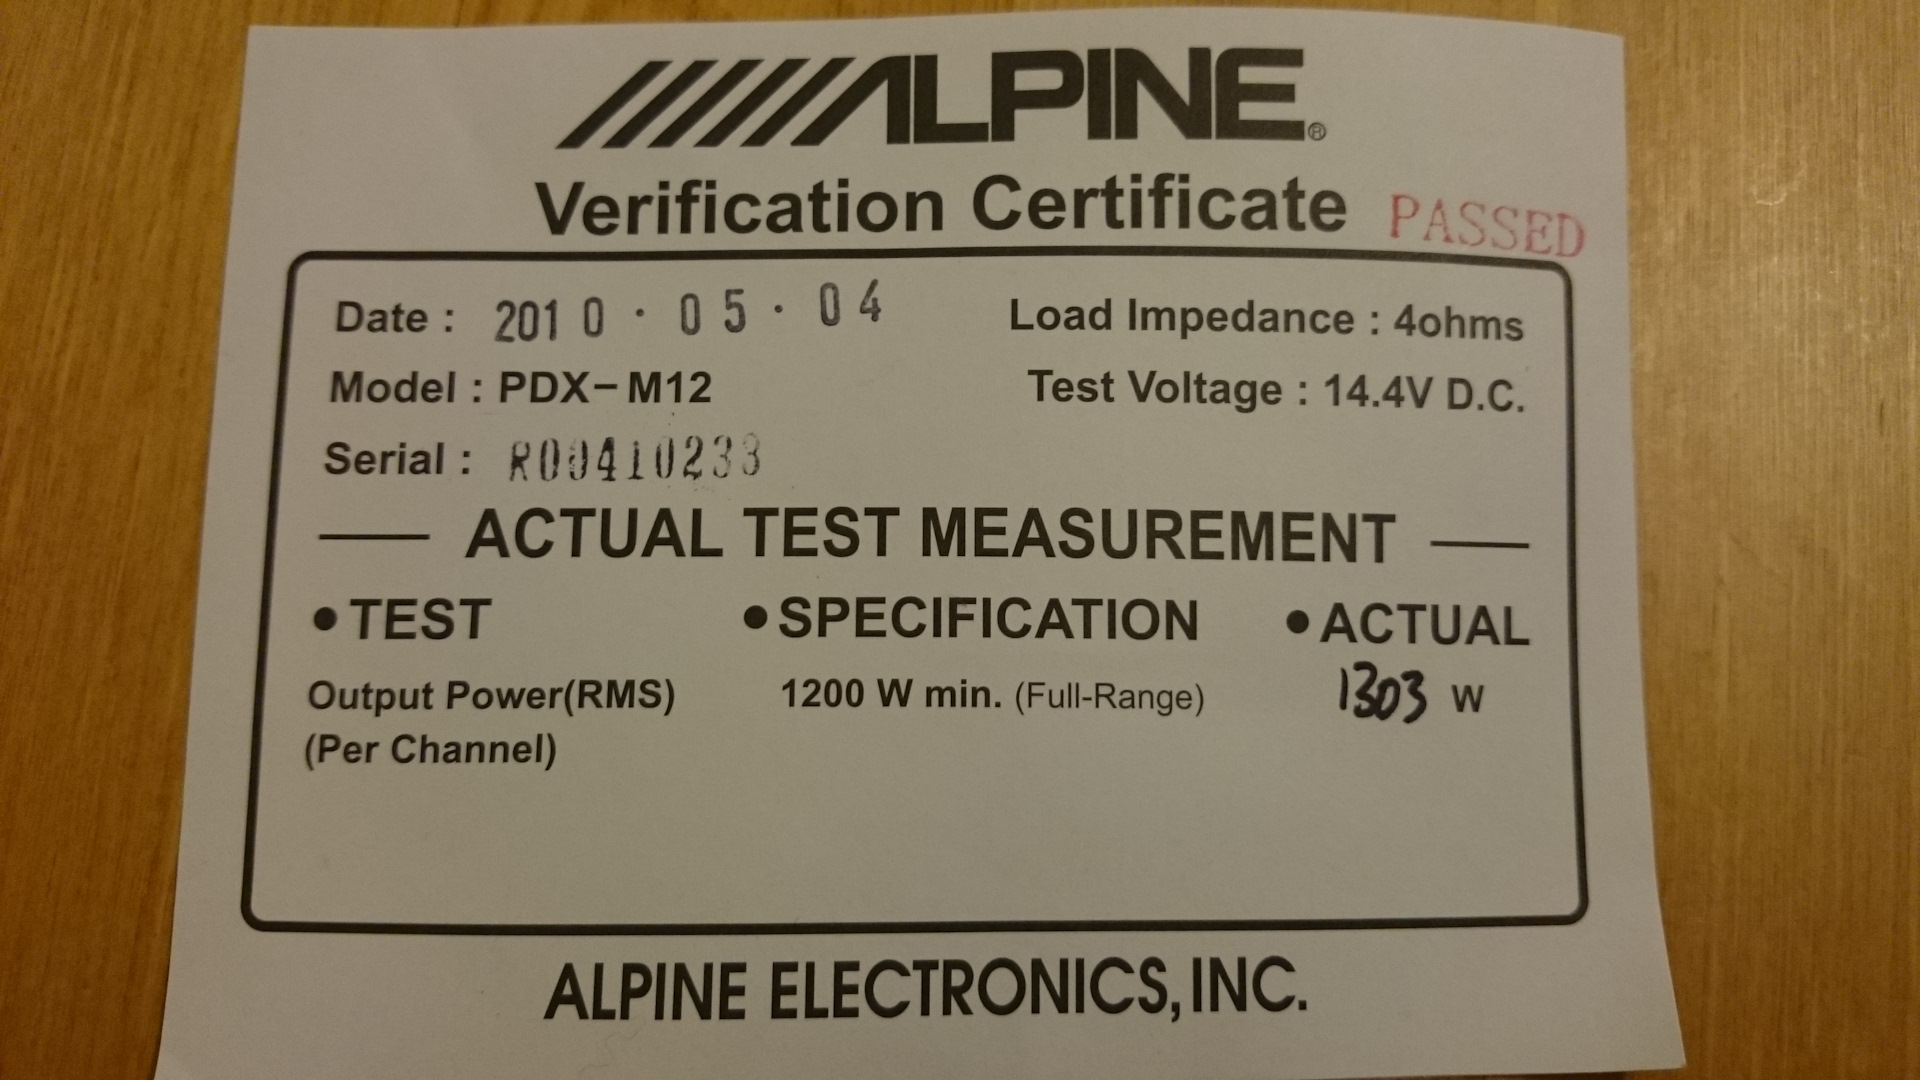 ALPINE®
Verification Certificate PASSED
Date : 2010 · 05 · 04 Load Impedance : 4ohms
Model : PDX-M12 Test Voltage : 14.4V D.C.
Serial : R00410233
ACTUAL TEST MEASUREMENT
• TEST • SPECIFICATION • ACTUAL
Output Power(RMS) 1200 W min. (Full-Range) 1303 W
(Per Channel)
ALPINE ELECTRONICS, INC.